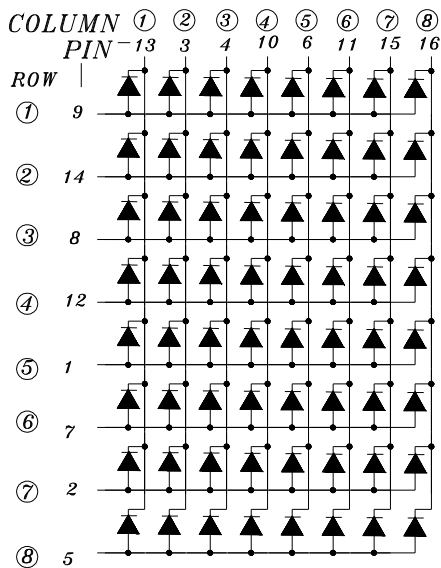 COLUMN ① ② ③ ④ ⑤ ⑥ ⑦ ⑧
PIN 13 3 4 10 6 11 15 16
ROW
① 9
② 14
③ 8
④ 12
⑤ 1
⑥ 7
⑦ 2
⑧ 5